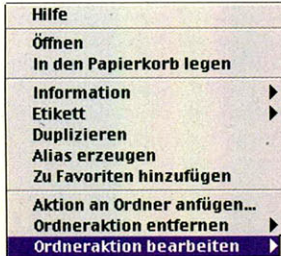 Hilfe
Öffnen
In den Papierkorb legen
Information
Etikett
Duplizieren
Alias erzeugen
Zu Favoriten hinzufügen
Aktion an Ordner anfügen...
Ordneraktion entfernen
Ordneraktion bearbeiten